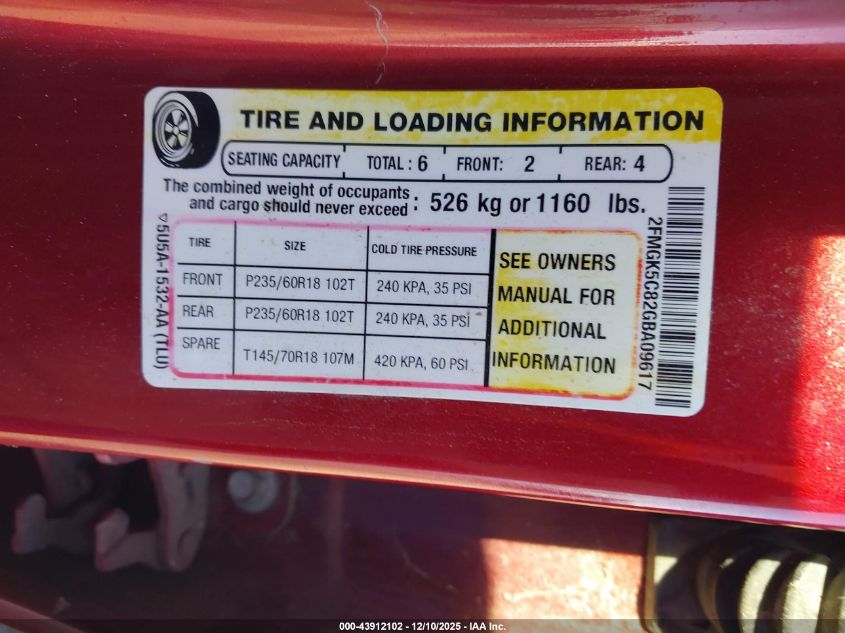 TIRE AND LOADING INFORMATION
SEATING CAPACITY TOTAL : 6 FRONT: 2 REAR: 4
The combined weight of occupants
and cargo should never exceed : 526 kg or 1160 lbs.
TIRE SIZE COLD TIRE PRESSURE
FRONT P235/60R18 102T 240 KPA, 35 PSI
REAR P235/60R18 102T 240 KPA, 35 PSI
SPARE T145/70R18 107M 420 KPA, 60 PSI
SEE OWNERS
MANUAL FOR
ADDITIONAL
INFORMATION
5U5A-1532-AA (TLU)
2FMGK5C82GBA09617
000-43912102 - 12/10/2025 - IAA Inc.